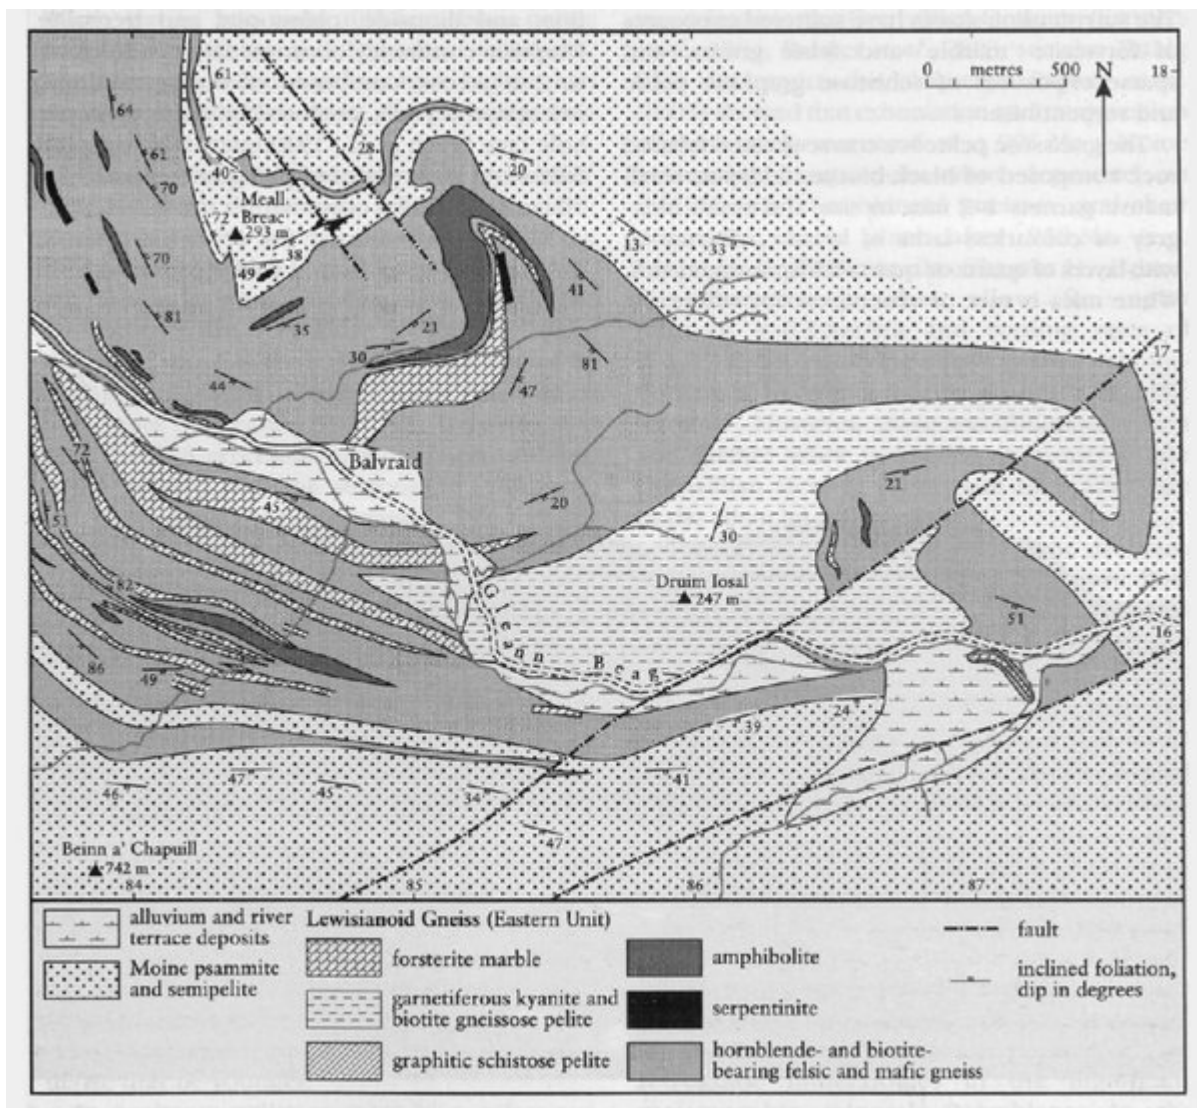 0 metres 500 N 18
61
64
28
61
40
20
70
Meall
Breac
72
293 m
13
33
38
70
49
41
81
35
21
30
17
81
44
47
Balvraid
72
21
45
20
51
30
Druim Iosal
247 m
82
Gleann Beag
51
16
86
49
24
39
47
46
45
34
41
47
Beinn a' Chapuill
742 m
84 85 86 87
alluvium and river
terrace deposits
Moine psammite
and semipelite
Lewisianoid Gneiss (Eastern Unit)
forsterite marble
garnetiferous kyanite and
biotite gneissose pelite
graphitic schistose pelite
amphibolite
serpentinite
hornblende- and biotite-
bearing felsic and mafic gneiss
fault
inclined foliation,
dip in degrees